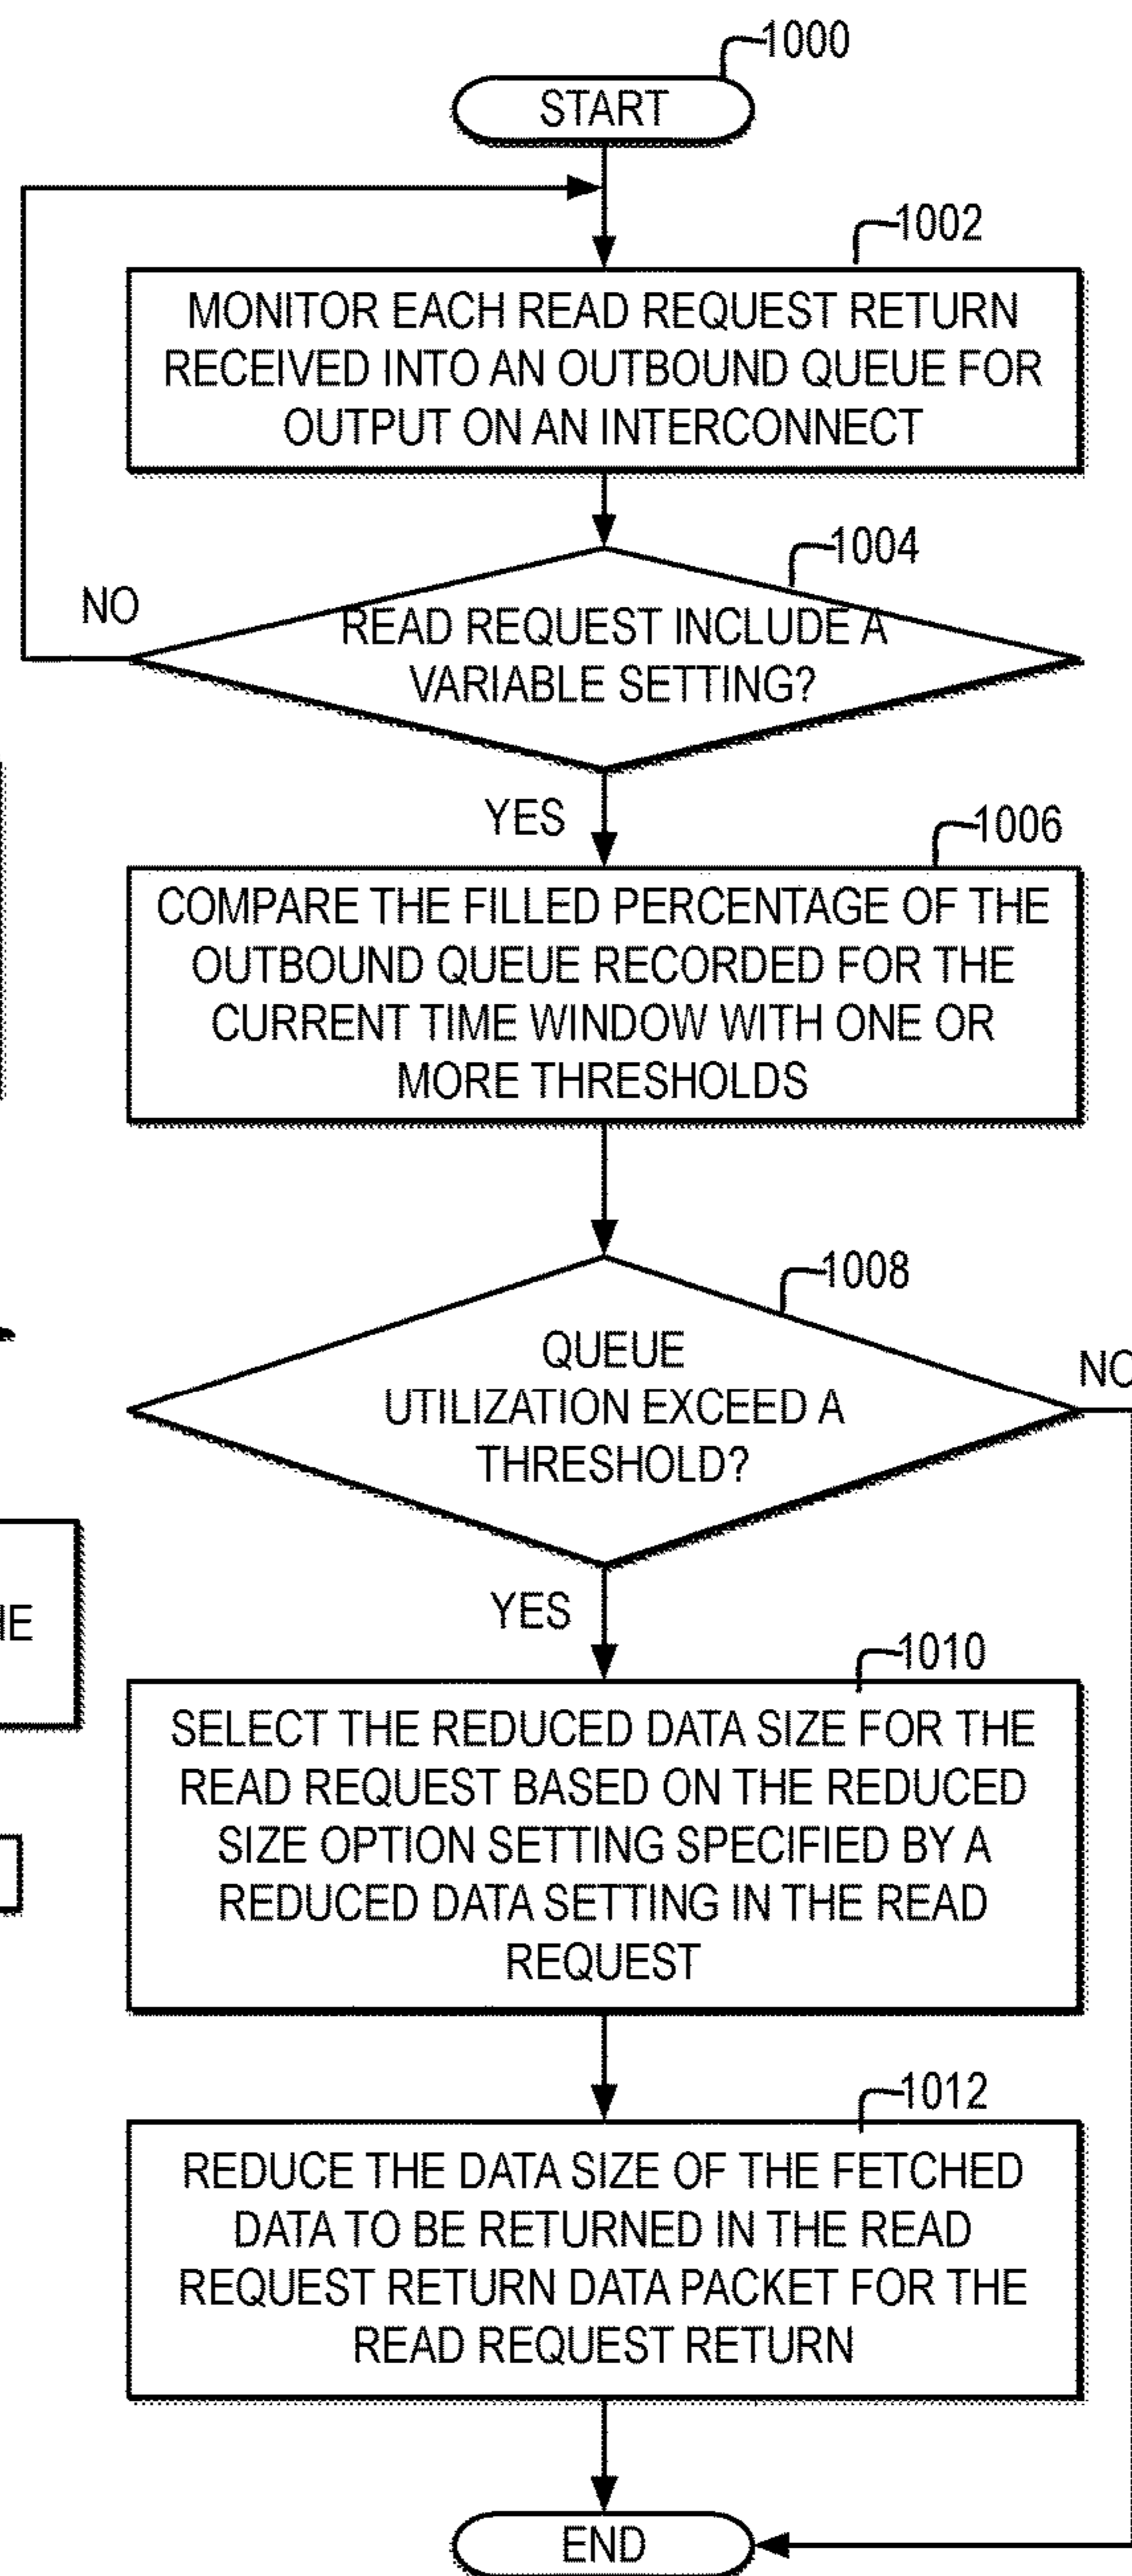 1000
START
1002
MONITOR EACH READ REQUEST RETURN
RECEIVED INTO AN OUTBOUND QUEUE FOR
OUTPUT ON AN INTERCONNECT
1004
NO
READ REQUEST INCLUDE A
VARIABLE SETTING?
YES
1006
COMPARE THE FILLED PERCENTAGE OF THE
OUTBOUND QUEUE RECORDED FOR THE
CURRENT TIME WINDOW WITH ONE OR
MORE THRESHOLDS
1008
QUEUE
UTILIZATION EXCEED A
THRESHOLD?
NO
YES
1010
SELECT THE REDUCED DATA SIZE FOR THE
READ REQUEST BASED ON THE REDUCED
SIZE OPTION SETTING SPECIFIED BY A
REDUCED DATA SETTING IN THE READ
REQUEST
1012
REDUCE THE DATA SIZE OF THE FETCHED
DATA TO BE RETURNED IN THE READ
REQUEST RETURN DATA PACKET FOR THE
READ REQUEST RETURN
END